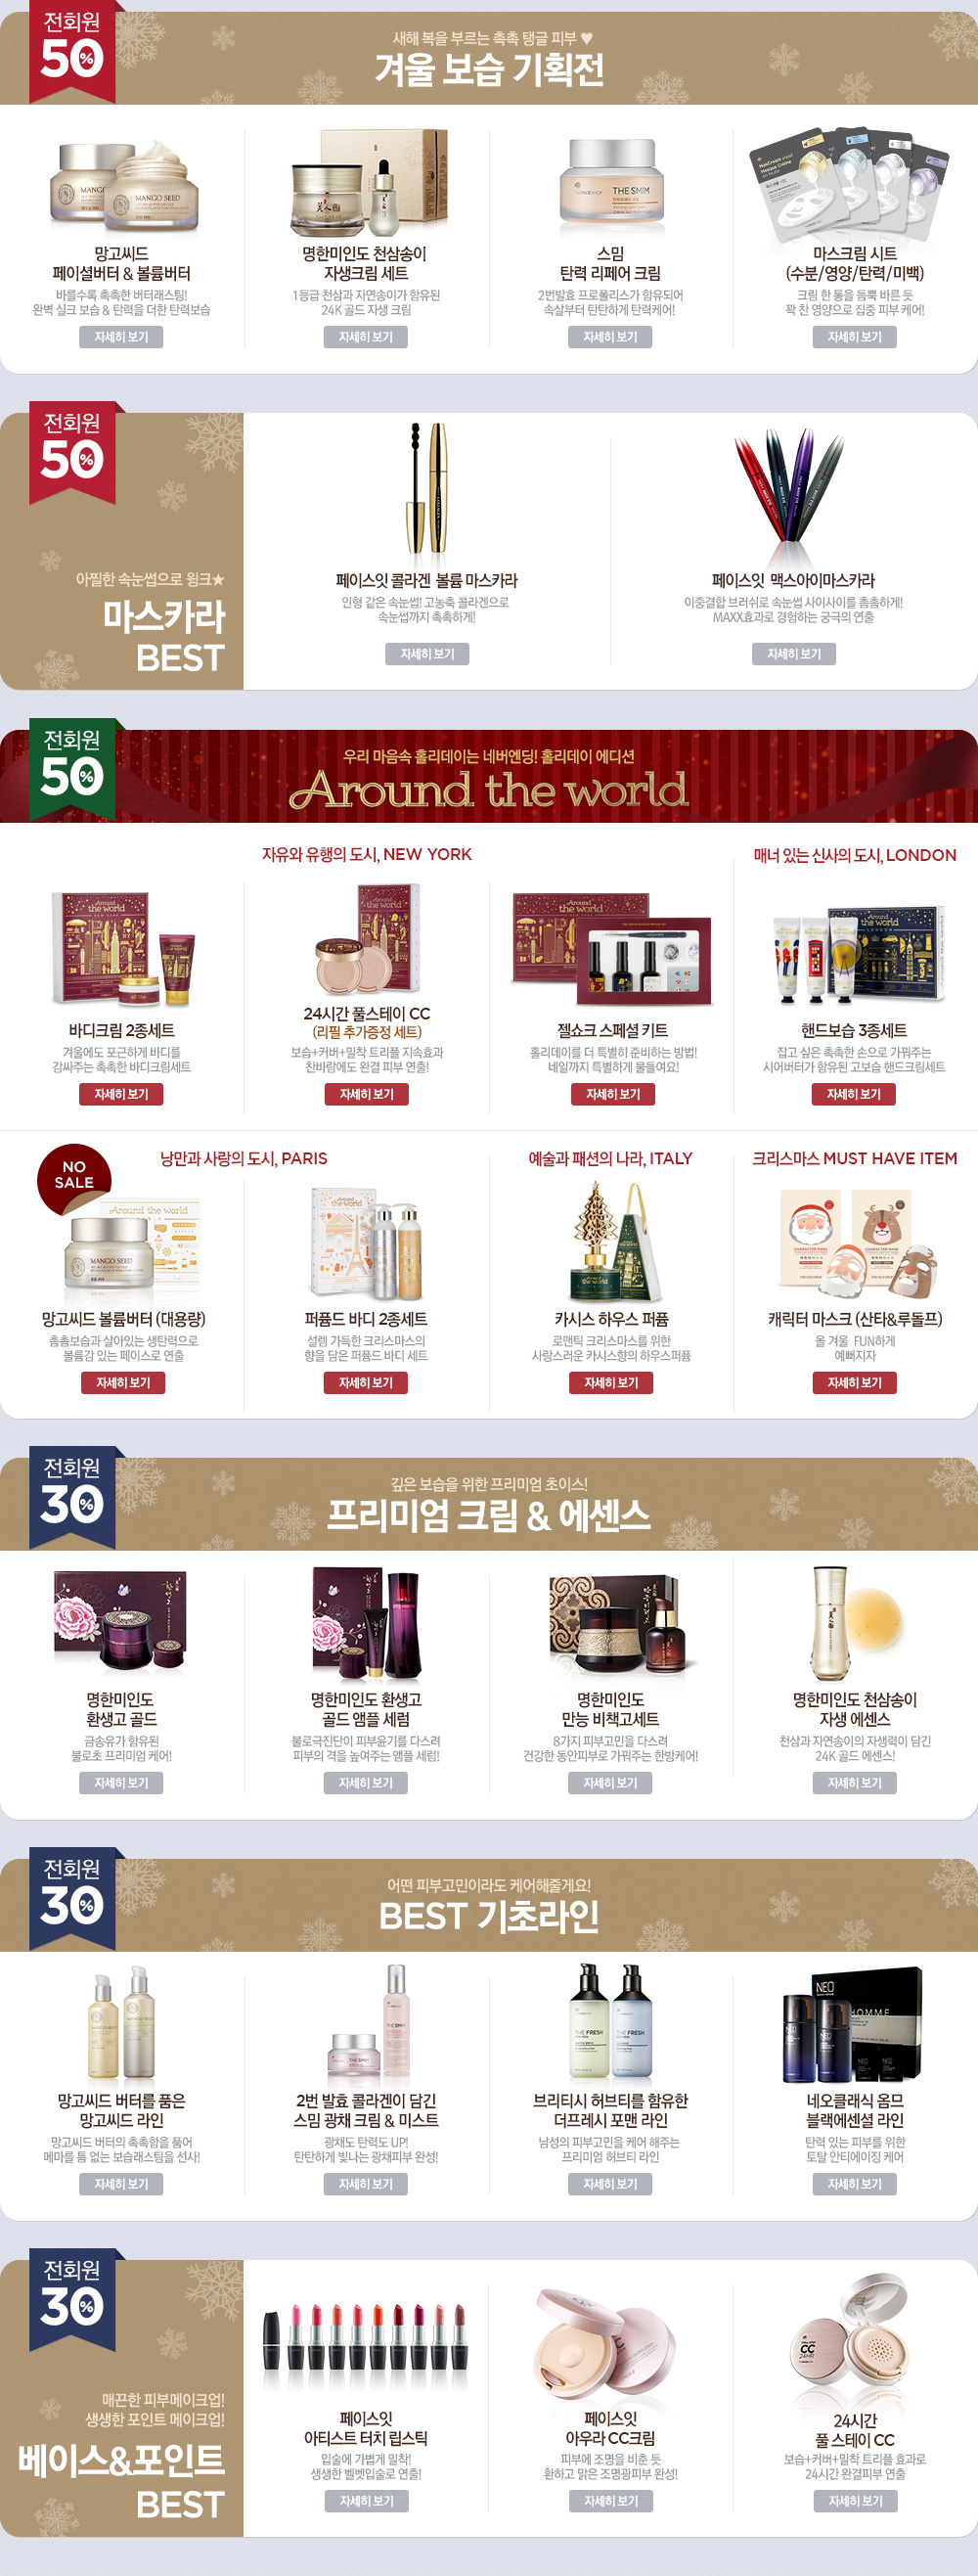 전회원
50%
새해 복을 부르는 촉촉 탱글 피부 ♥
겨울 보습 기획전
MANGO SEED
THE SMIM
망고씨드
페이셜버터 & 볼륨버터
바를수록 촉촉한 버터래스팅!
완벽 실크 보습 & 탄력을 더한 탄력보습
자세히 보기
명한미인도 천삼송이
자생크림 세트
1등급 천삼과 자연송이가 함유된
24K 골드 자생 크림
자세히 보기
스밈
탄력 리페어 크림
2번발효 프로폴리스가 함유되어
속살부터 탄탄하게 탄력케어!
자세히 보기
마스크림 시트
(수분/영양/탄력/미백)
크림 한 통을 듬뿍 바른 듯
꽉 찬 영양으로 집중 피부 케어!
자세히 보기
전회원
50%
아찔한 속눈썹으로 윙크★
마스카라
BEST
페이스잇 콜라겐 볼륨 마스카라
인형 같은 속눈썹! 고농축 콜라겐으로
속눈썹까지 촉촉하게!
자세히 보기
페이스잇 맥스아이마스카라
이중결합 브러쉬로 속눈썹 사이사이를 촘촘하게!
MAXX효과로 경험하는 궁극의 연출
자세히 보기
전회원
50%
우리 마음속 홀리데이는 네버엔딩! 홀리데이 에디션
Around the world
자유와 유행의 도시, NEW YORK
매너 있는 신사의 도시, LONDON
바디크림 2종세트
겨울에도 포근하게 바디를
감싸주는 촉촉한 바디크림세트
자세히 보기
24시간 풀스테이 CC
(리필 추가증정 세트)
보습+커버+밀착 트리플 지속효과
찬바람에도 완결 피부 연출!
자세히 보기
젤쇼크 스페셜 키트
홀리데이를 더 특별히 준비하는 방법!
네일까지 특별하게 물들여요!
자세히 보기
핸드보습 3종세트
잡고 싶은 촉촉한 손으로 가꿔주는
시어버터가 함유된 고보습 핸드크림세트
자세히 보기
NO
SALE
낭만과 사랑의 도시, PARIS
예술과 패션의 나라, ITALY
크리스마스 MUST HAVE ITEM
Around the world
MANGO SEED
망고씨드 볼륨버터 (대용량)
촘촘보습과 살아있는 생탄력으로
볼륨감 있는 페이스로 연출
자세히 보기
퍼퓸드 바디 2종세트
설렘 가득한 크리스마스의
향을 담은 퍼퓸드 바디 세트
자세히 보기
카시스 하우스 퍼퓸
로맨틱 크리스마스를 위한
사랑스러운 카시스향의 하우스퍼퓸
자세히 보기
캐릭터 마스크 (산타&루돌프)
올 겨울 FUN하게
예뻐지자
자세히 보기
전회원
30%
깊은 보습을 위한 프리미엄 초이스!
프리미엄 크림 & 에센스
명한미인도
환생고 골드
금송유가 함유된
불로초 프리미엄 케어!
자세히 보기
명한미인도 환생고
골드 앰플 세럼
불로극진단이 피부윤기를 다스려
피부의 격을 높여주는 앰플 세럼!
자세히 보기
명한미인도
만능 비책고세트
8가지 피부고민을 다스려
건강한 동안피부로 가꿔주는 한방케어!
자세히 보기
명한미인도 천삼송이
자생 에센스
천삼과 자연송이의 자생력이 담긴
24K 골드 에센스!
자세히 보기
전회원
30%
어떤 피부고민이라도 케어해줄게요!
BEST 기초라인
THE SMIM
THE FRESH
THE FRESH
NEO
HOMME
망고씨드 버터를 품은
망고씨드 라인
망고씨드 버터의 촉촉함을 품어
메마를 틈 없는 보습래스팅을 선사!
자세히 보기
2번 발효 콜라겐이 담긴
스밈 광채 크림 & 미스트
광채도 탄력도 UP!
탄탄하게 빛나는 광채피부 완성!
자세히 보기
브리티시 허브티를 함유한
더프레시 포맨 라인
남성의 피부고민을 케어 해주는
프리미엄 허브티 라인
자세히 보기
네오클래식 옴므
블랙에센셜 라인
탄력 있는 피부를 위한
토탈 안티에이징 케어
자세히 보기
전회원
30%
매끈한 피부메이크업!
생생한 포인트 메이크업!
베이스&포인트
BEST
CC
24HR
페이스잇
아티스트 터치 립스틱
입술에 가볍게 밀착!
생생한 벨벳입술로 연출!
자세히 보기
페이스잇
아우라 CC크림
피부에 조명을 비춘 듯
환하고 맑은 조명광피부 완성!
자세히 보기
24시간
풀 스테이 CC
보습+커버+밀착 트리플 효과로
24시간 완결피부 연출
자세히 보기